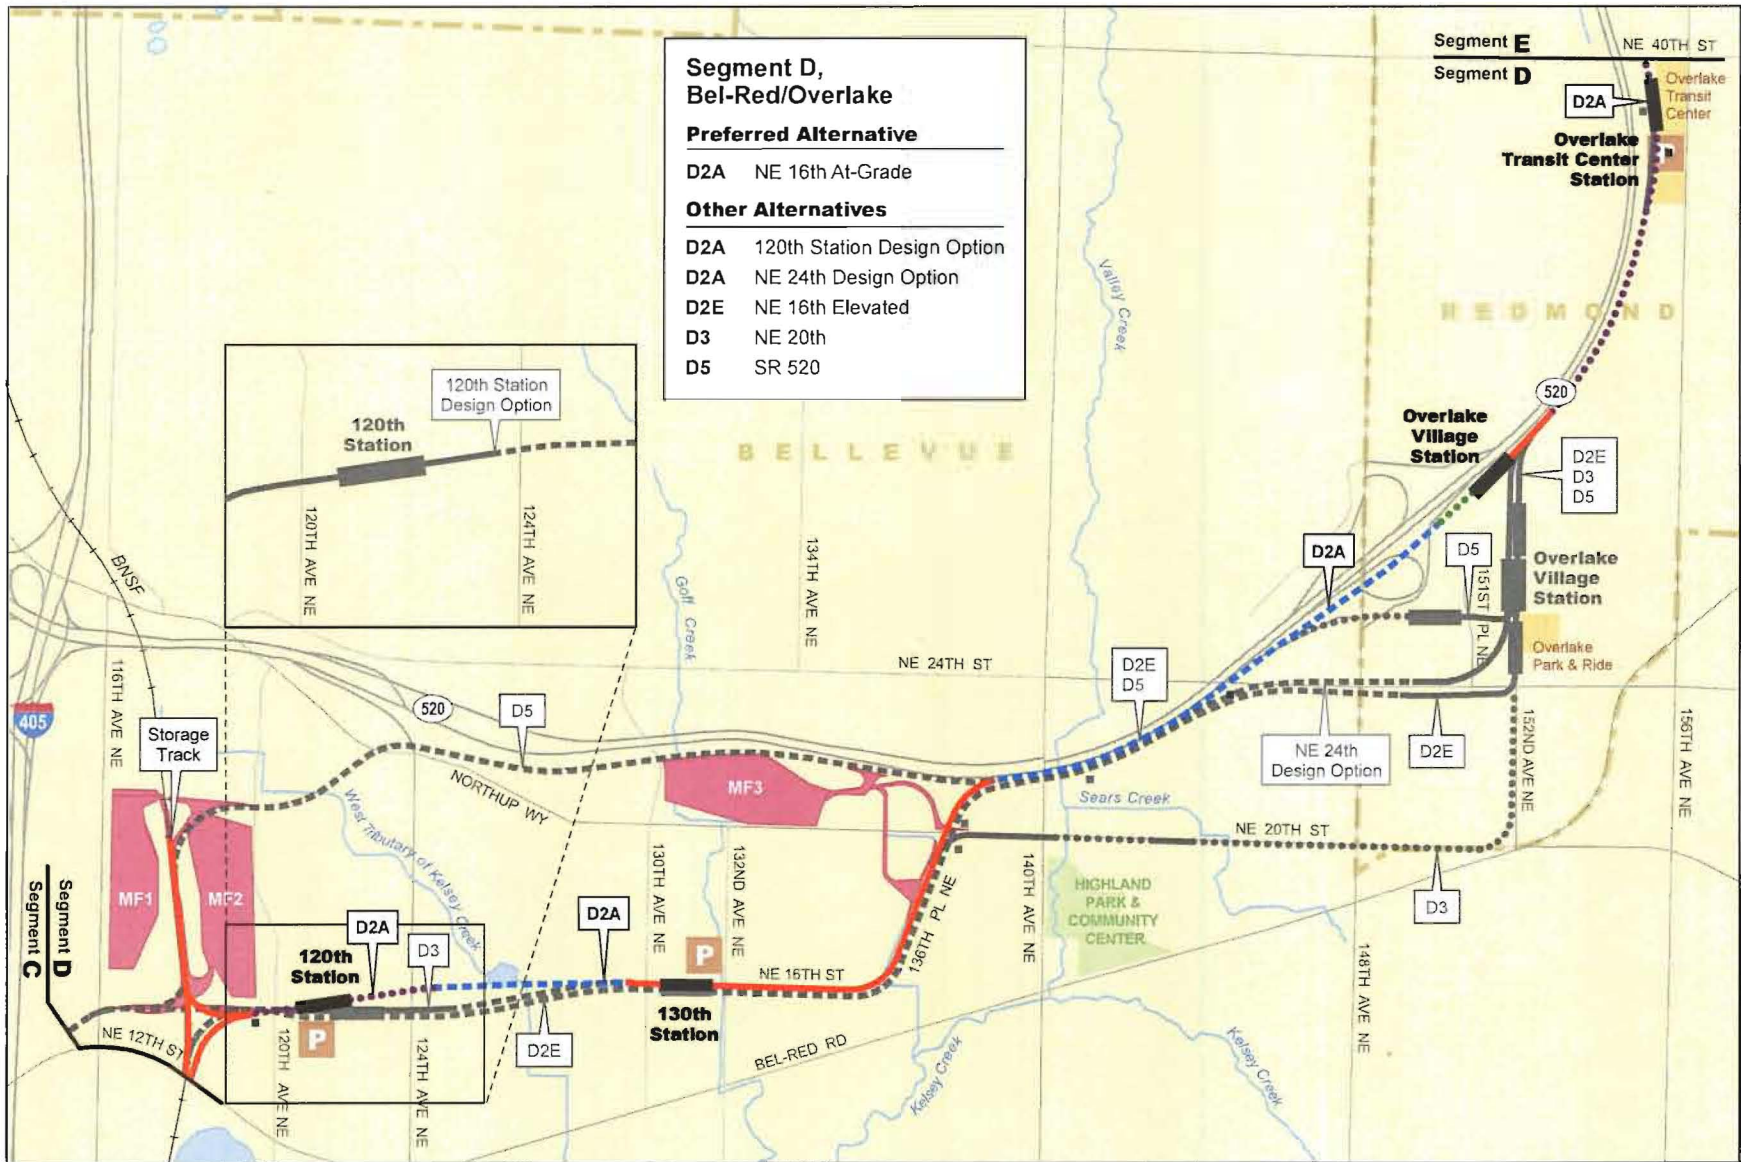 Segment E
NE 40TH ST
Segment D
Overlake
Transit
Center
D2A
P
Overlake
Transit Center
Station
Segment D,
Bel-Red/Overlake
Preferred Alternative
D2A NE 16th At-Grade
Other Alternatives
D2A 120th Station Design Option
D2A NE 24th Design Option
D2E NE 16th Elevated
D3 NE 20th
D5 SR 520
Valley Creek
REDMOND
120th Station
Design Option
120th
Station
120TH AVE NE
124TH AVE NE
BELLEVUE
520
Overlake
Village
Station
D2E
D3
D5
BNSF
Goff Creek
134TH AVE NE
D2A
D5
151ST PL NE
Overlake
Village
Station
Overlake
Park & Ride
116TH AVE NE
NE 24TH ST
D2E
D5
405
Storage
Track
520
D5
NE 24th
Design Option
D2E
152ND AVE NE
156TH AVE NE
NORTHUP WY
MF3
Sears Creek
NE 20TH ST
West Tributary of Kelsey Creek
130TH AVE NE
132ND AVE NE
136TH PL NE
140TH AVE NE
HIGHLAND
PARK &
COMMUNITY
CENTER
D3
148TH AVE NE
Segment D
Segment C
MF1
MF2
D2A
D3
D2A
120th
Station
P
NE 16TH ST
130th
Station
P
NE 12TH ST
120TH AVE NE
124TH AVE NE
D2E
BEL-RED RD
Kelsey Creek
Kelsey Creek